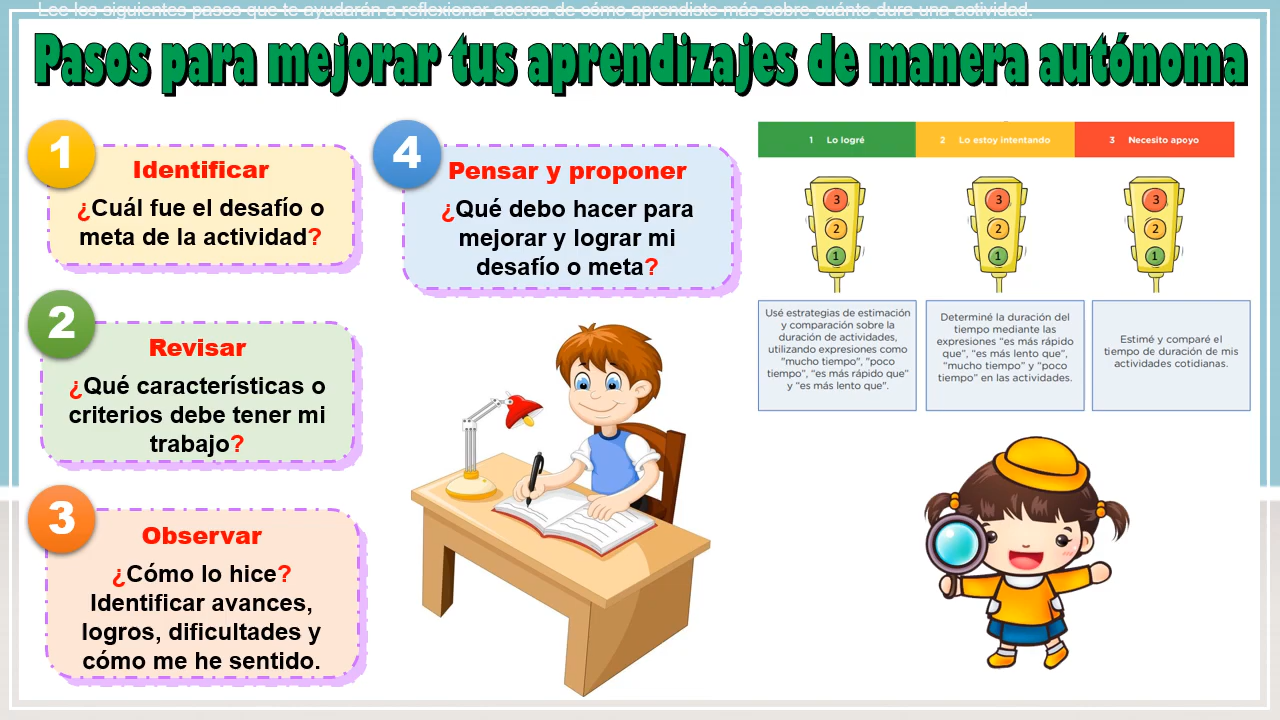 Lee los siguientes pasos que te ayudarán a reflexionar acerca de cómo aprendiste más sobre cuánto dura una actividad.
Pasos para mejorar tus aprendizajes de manera autónoma
1
Identificar
¿Cuál fue el desafío o
meta de la actividad?
2
Revisar
¿Qué características o
criterios debe tener mi
trabajo?
3
Observar
¿Cómo lo hice?
Identificar avances,
logros, dificultades y
cómo me he sentido.
4
Pensar y proponer
¿Qué debo hacer para
mejorar y lograr mi
desafío o meta?
1 Lo logré
2 Lo estoy intentando
3 Necesito apoyo
3
2
1
3
2
1
3
2
1
Usé estrategias de estimación
y comparación sobre la
duración de actividades,
utilizando expresiones como
"mucho tiempo", "poco
tiempo", "es más rápido que"
y "es más lento que".
Determiné la duración del
tiempo mediante las
expresiones "es más rápido
que", "es más lento que",
"mucho tiempo" y "poco
tiempo" en las actividades.
Estimé y comparé el
tiempo de duración de mis
actividades cotidianas.